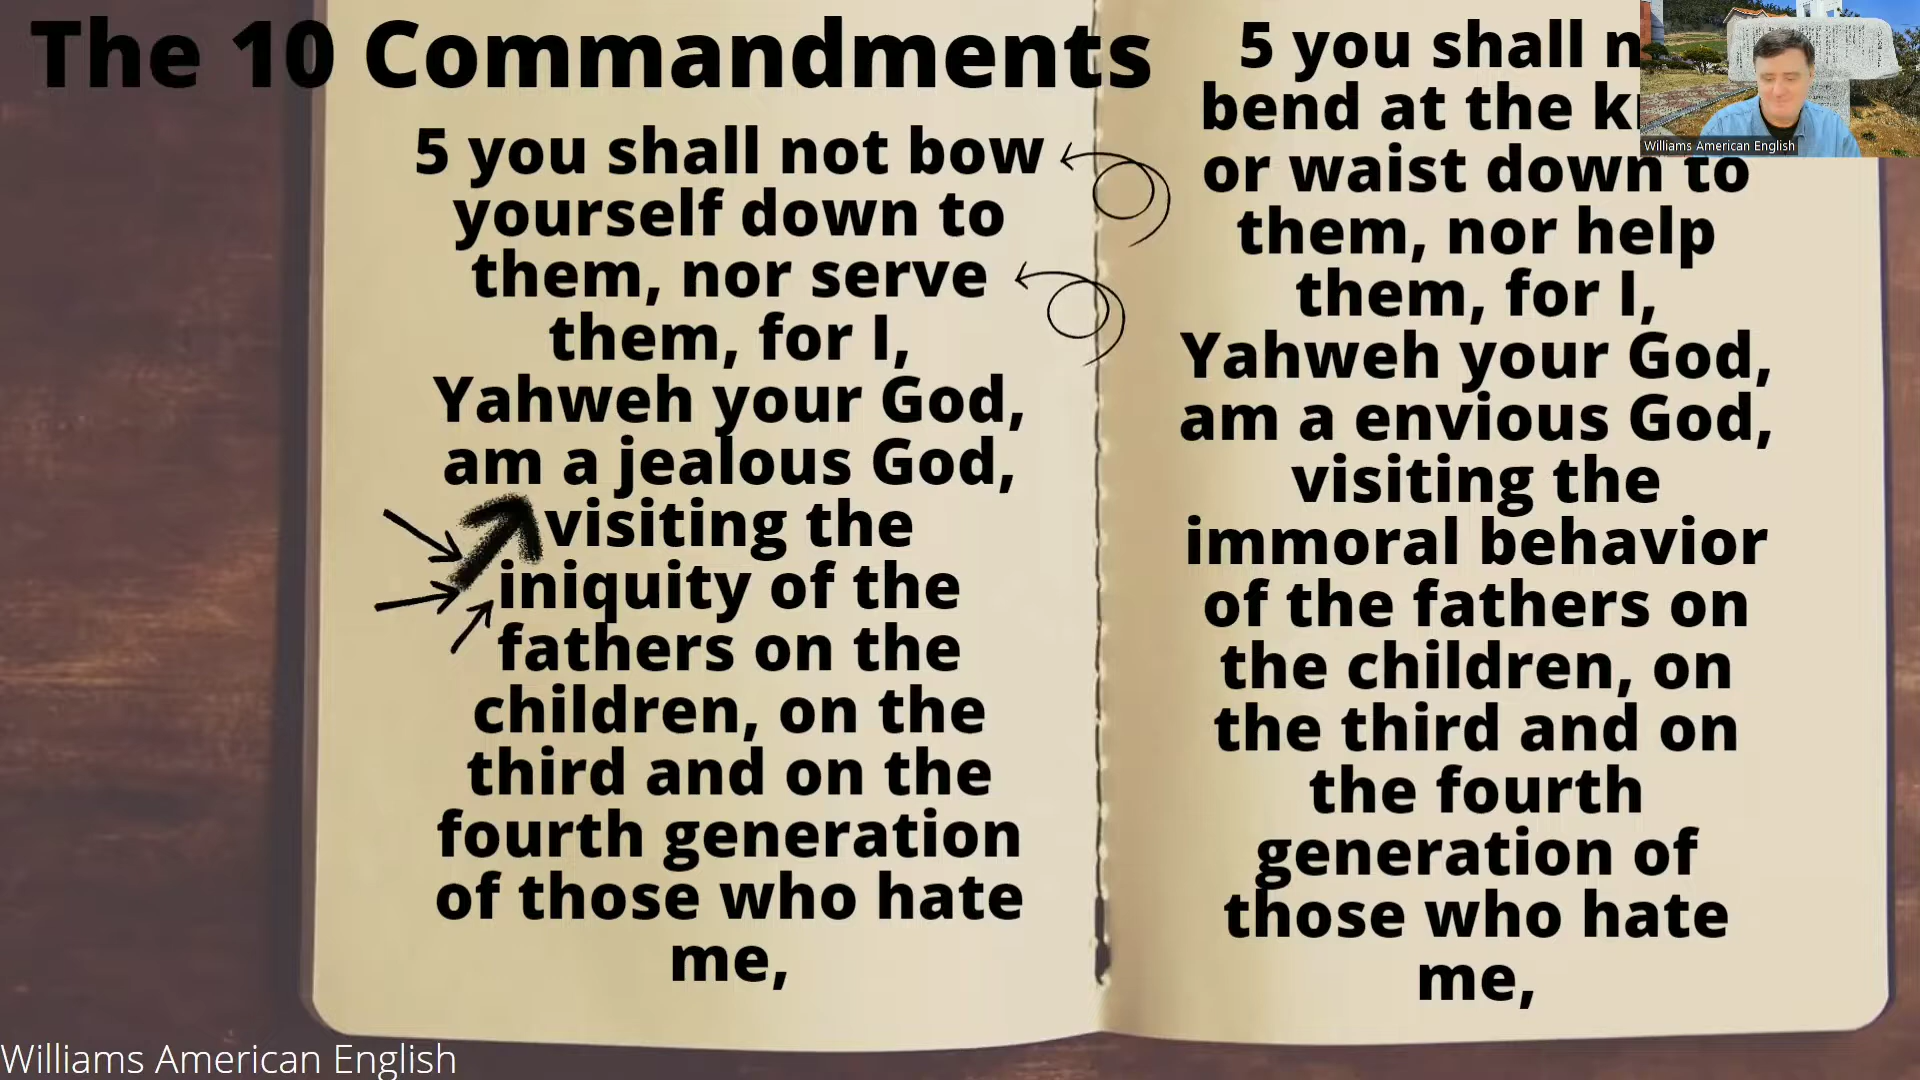 The 10 Commandments
5 you shall not bow
yourself down to
them, nor serve
them, for I,
Yahweh your God,
am a jealous God,
visiting the
iniquity of the
fathers on the
children, on the
third and on the
fourth generation
of those who hate
me,
5 you shall
bend at the
or waist down to
them, nor help
them, for I,
Yahweh your God,
am a envious God,
visiting the
immoral behavior
of the fathers on
the children, on
the third and on
the fourth
generation of
those who hate
me,
Williams American English
Williams American English